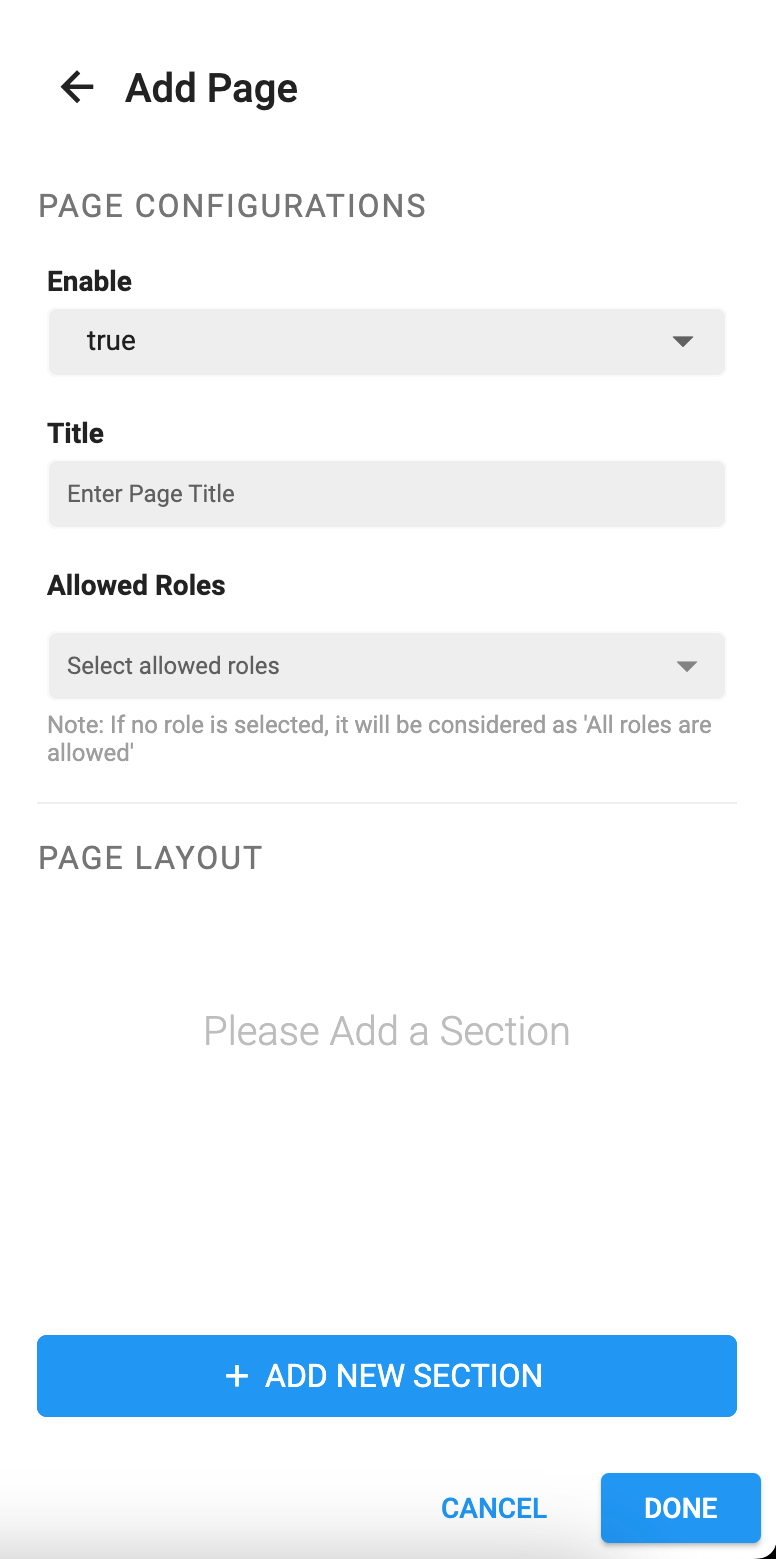 Add Page
PAGE CONFIGURATIONS
Enable
true
Title
Enter Page Title
Allowed Roles
Select allowed roles
Note: If no role is selected, it will be considered as 'All roles are
allowed'
PAGE LAYOUT
Please Add a Section
+ ADD NEW SECTION
CANCEL
DONE